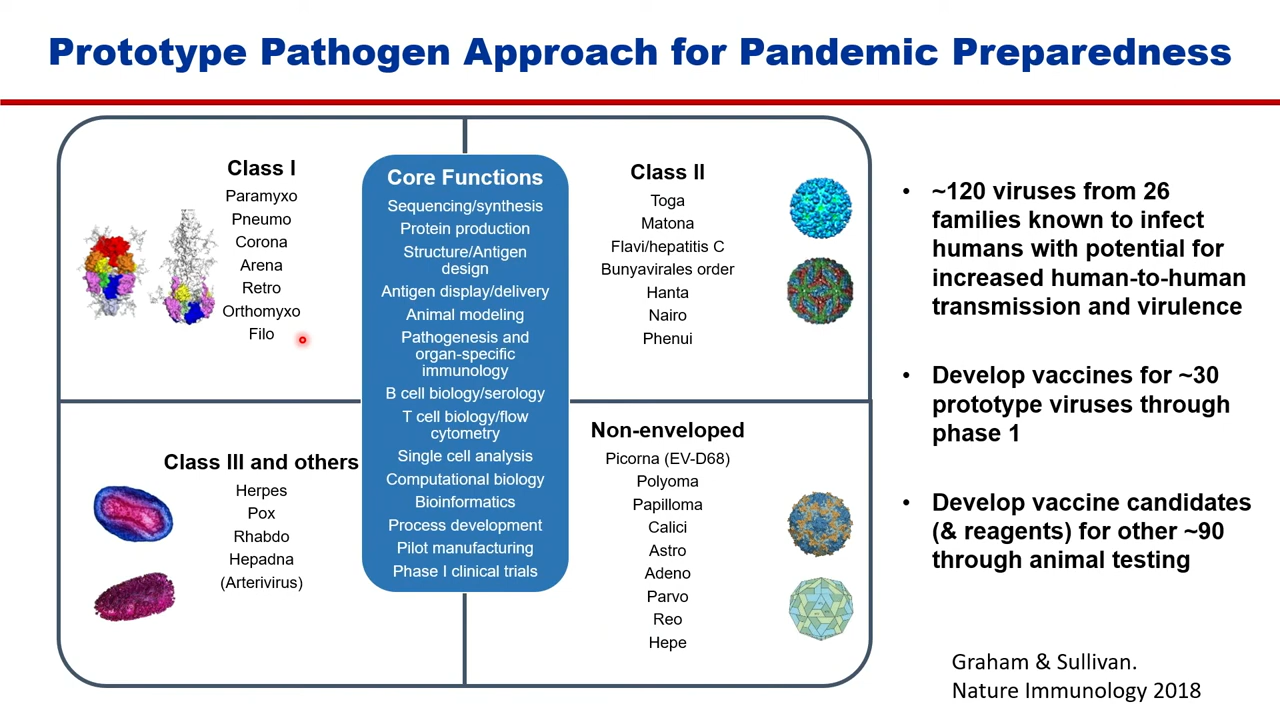 Prototype Pathogen Approach for Pandemic Preparedness
Class I
Paramyxo
Pneumo
Corona
Arena
Retro
Orthomyxo
Filo
Core Functions
Sequencing/synthesis
Protein production
Structure/Antigen
design
Antigen display/delivery
Animal modeling
Pathogenesis and
organ-specific
immunology
B cell biology/serology
T cell biology/flow
cytometry
Single cell analysis
Computational biology
Bioinformatics
Process development
Pilot manufacturing
Phase I clinical trials
Class II
Toga
Matona
Flavi/hepatitis C
Bunyavirales order
Hanta
Nairo
Phenui
Class III and others
Herpes
Pox
Rhabdo
Hepadna
(Arterivirus)
Non-enveloped
Picorna (EV-D68)
Polyoma
Papilloma
Calici
Astro
Adeno
Parvo
Reo
Hepe
• ~120 viruses from 26
families known to infect
humans with potential for
increased human-to-human
transmission and virulence
• Develop vaccines for ~30
prototype viruses through
phase 1
• Develop vaccine candidates
(& reagents) for other ~90
through animal testing
Graham & Sullivan.
Nature Immunology 2018